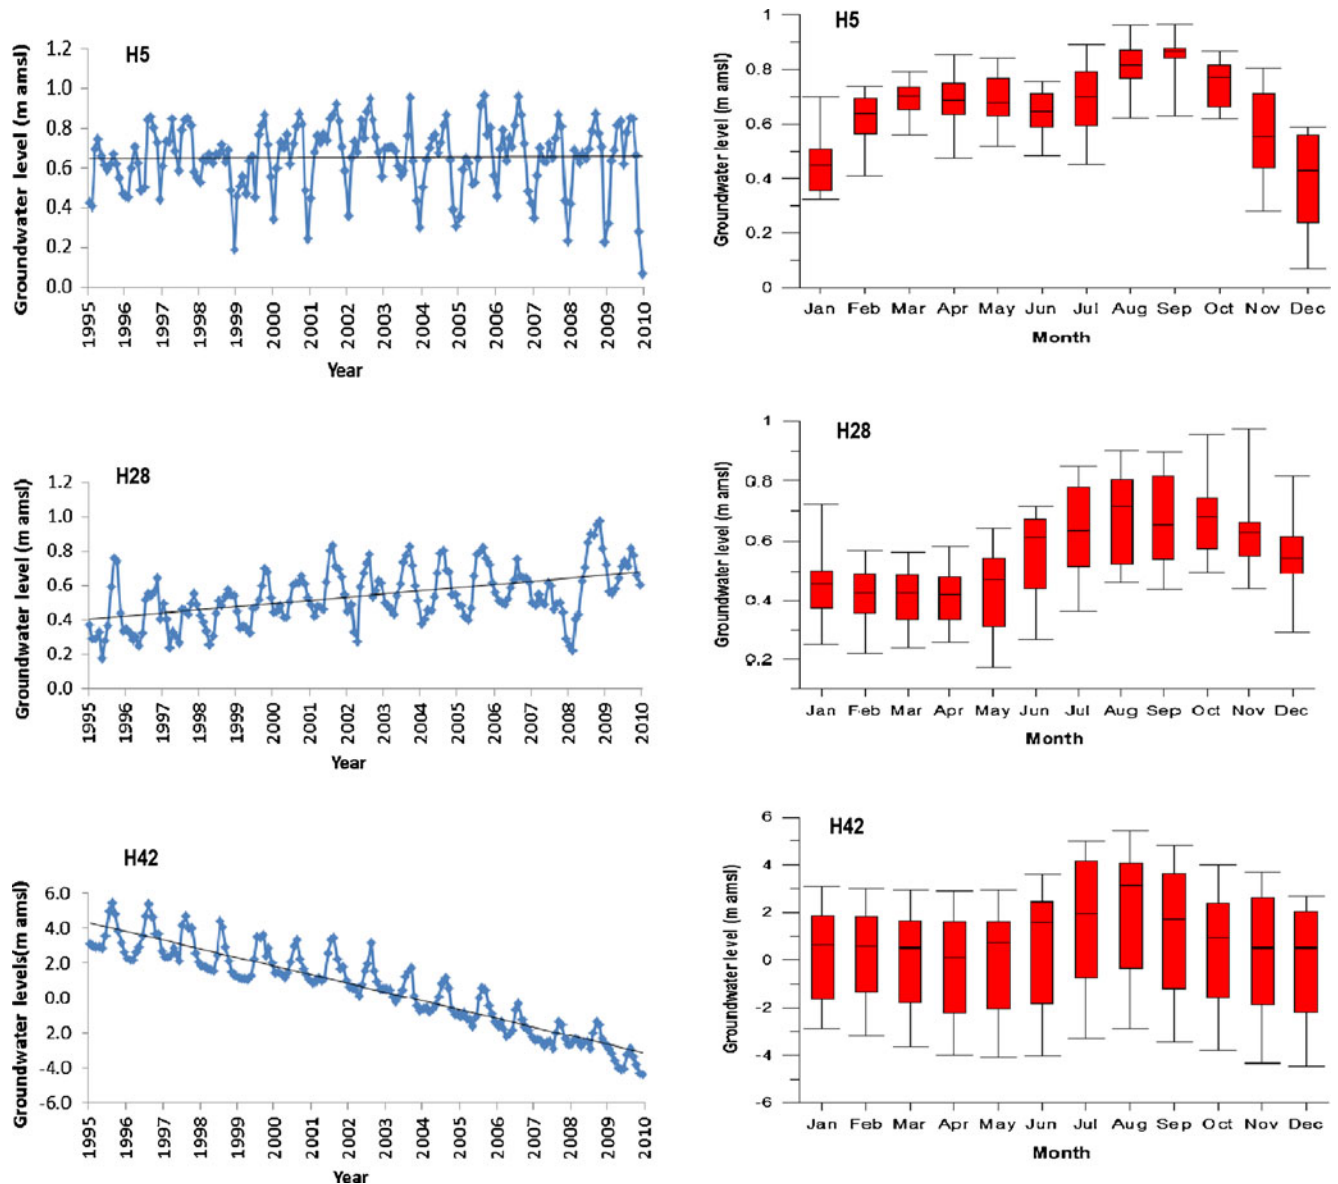 H5
Groundwater level (m amsl)
1.2
1.0
0.8
0.6
0.4
0.2
0.0
1995 1996 1997 1998 1999 2000 2001 2002 2003 2004 2005 2006 2007 2008 2009 2010
Year
H5
Groundwater level (m amsl)
1
0.8
0.6
0.4
0.2
0
Jan Feb Mar Apr May Jun Jul Aug Sep Oct Nov Dec
Month
H28
Groundwater level (m amsl)
1.2
1.0
0.8
0.6
0.4
0.2
0.0
1995 1996 1997 1998 1999 2000 2001 2002 2003 2004 2005 2006 2007 2008 2009 2010
Year
H28
Groundwater level (m amsl)
1
0.8
0.6
0.4
0.2
Jan Feb Mar Apr May Jun Jul Aug Sep Oct Nov Dec
Month
H42
Groundwater levels(m amsl)
6.0
4.0
2.0
0.0
2.0
-4.0
-6.0
1995 1996 1997 1998 1999 2000 2001 2002 2003 2004 2005 2006 2007 2008 2009 2010
Year
H42
Groundwater level (m amsl)
6
4
2
0
-2
-4
-6
Jan Feb Mar Apr May Jun Jul Aug Sep Oct Nov Dec
Month